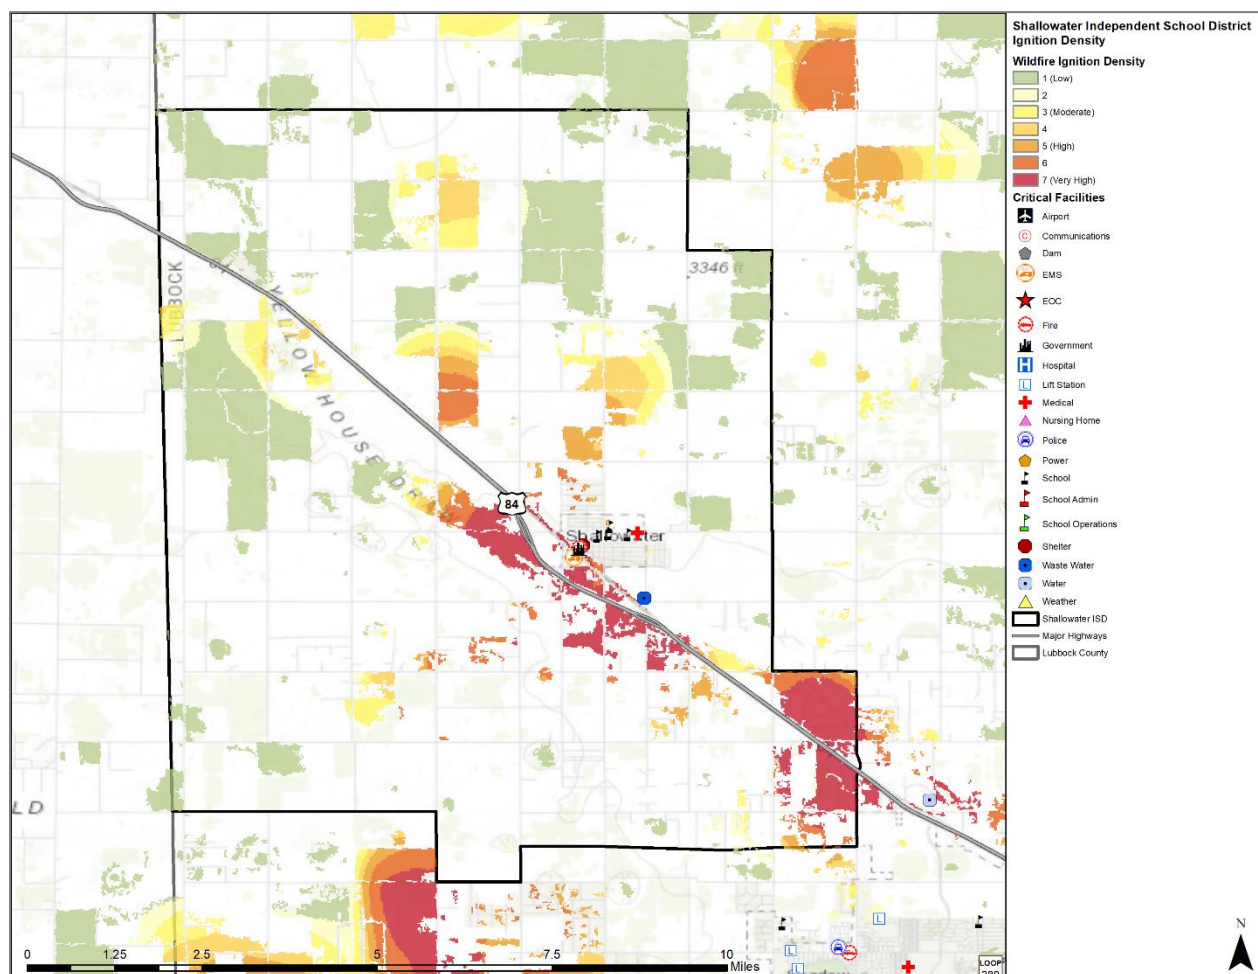 Shallowater Independent School District
Ignition Density
Wildfire Ignition Density
1 (Low)
2
3 (Moderate)
4
5 (High)
6
7 (Very High)
Critical Facilities
Airport
C Communications
Dam
EMS
EOC
Fire
Government
H Hospital
L Lift Station
Medical
Nursing Home
Police
Power
School
School Admin
School Operations
Shelter
Waste Water
Water
Weather
Shallowater ISD
Major Highways
Lubbock County
N
LUBBOCK
84
YELLOW HOUSE DRAW
3346 ft
84
Shallowater
LD
L
L
L
LOOP
289
0 1.25 2.5 5 7.5 10
Miles